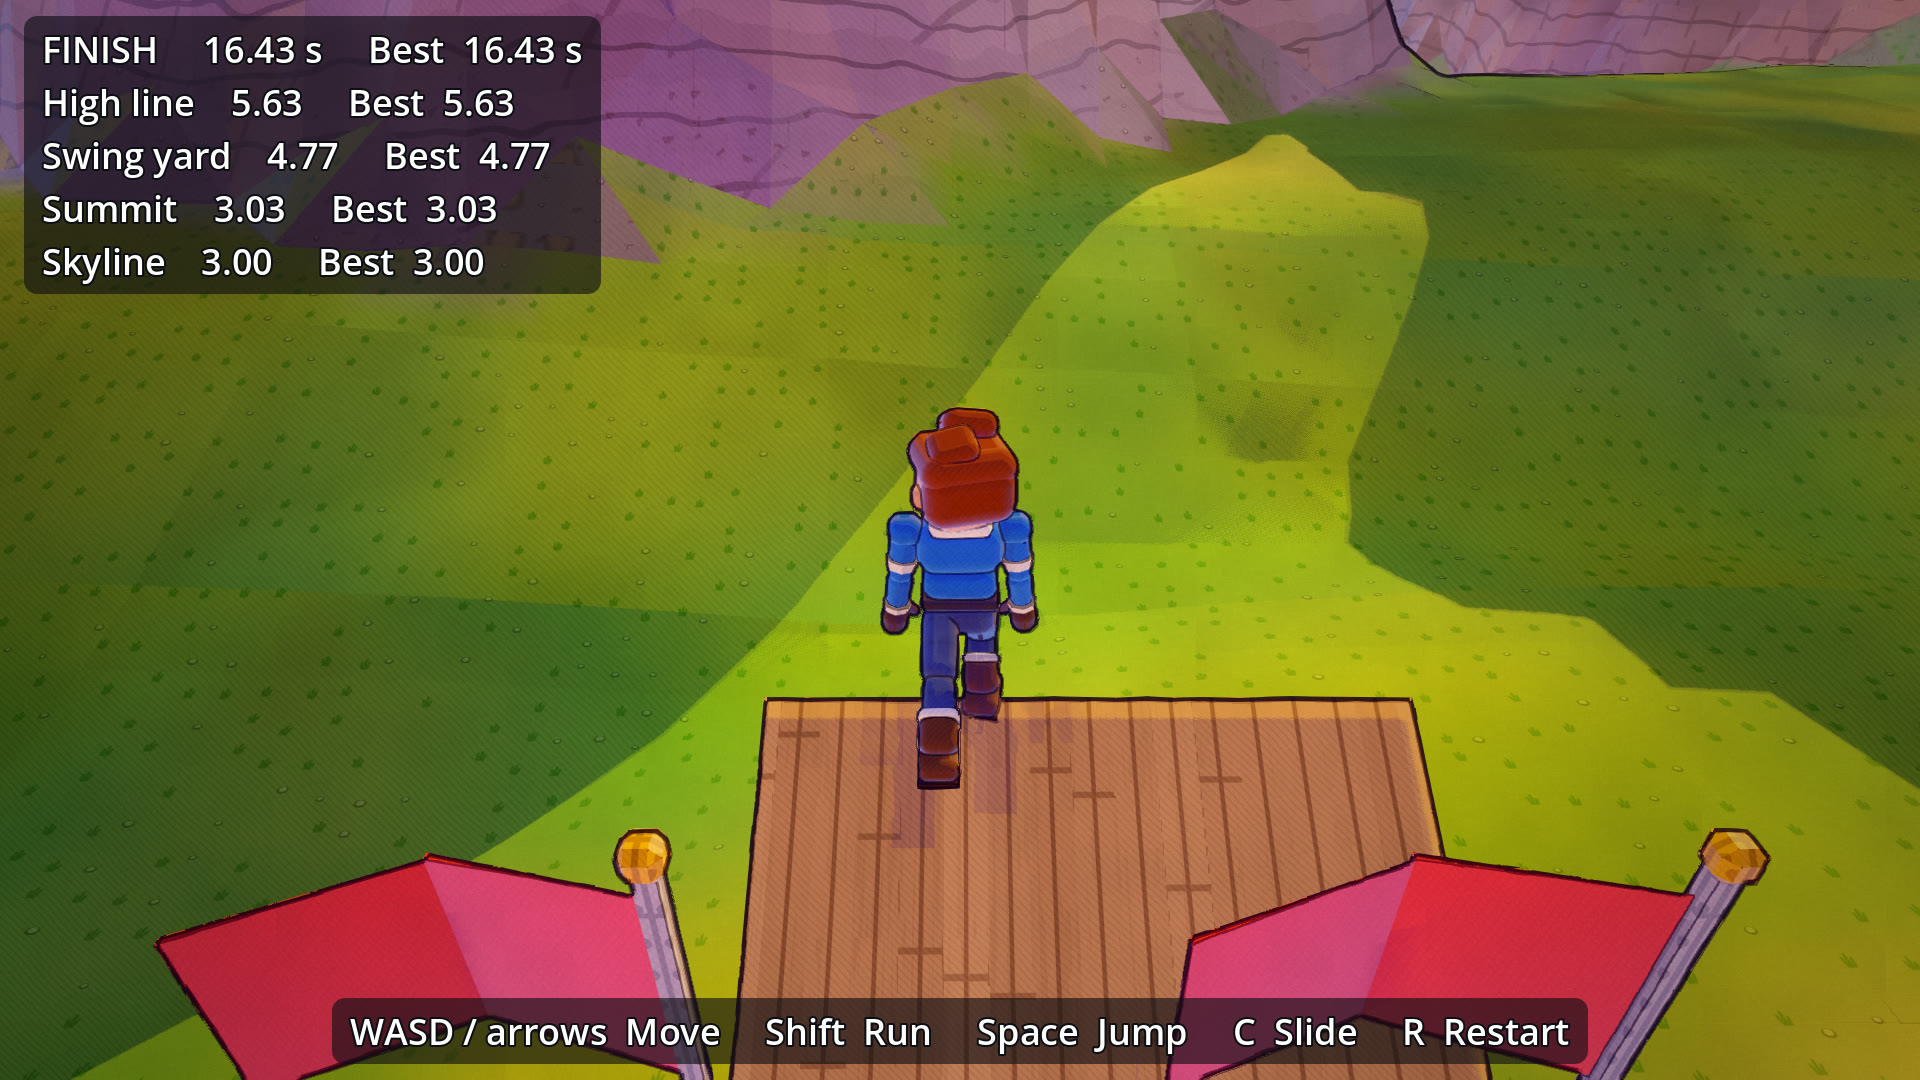 FINISH 16.43 s Best 16.43 s
High line 5.63 Best 5.63
Swing yard 4.77 Best 4.77
Summit 3.03 Best 3.03
Skyline 3.00 Best 3.00
WASD / arrows Move Shift Run Space Jump C Slide R Restart